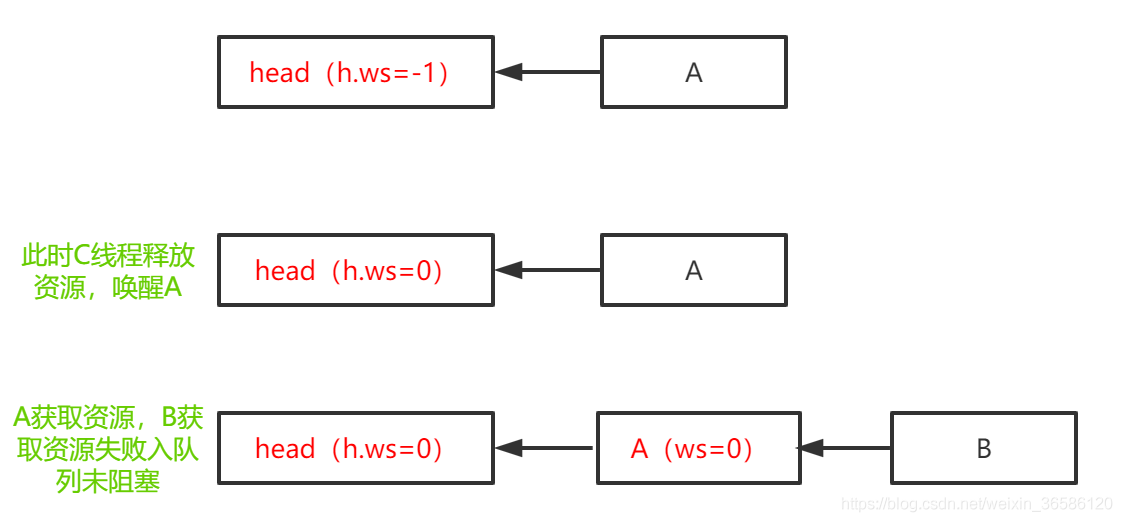 head（h.ws=-1）
A
此时C线程释放
资源，唤醒A
head（h.ws=0）
A
A获取资源，B获
取资源失败入队
列未阻塞
head（h.ws=0）
A（ws=0）
B
https://blog.csdn.net/weixin_36586120